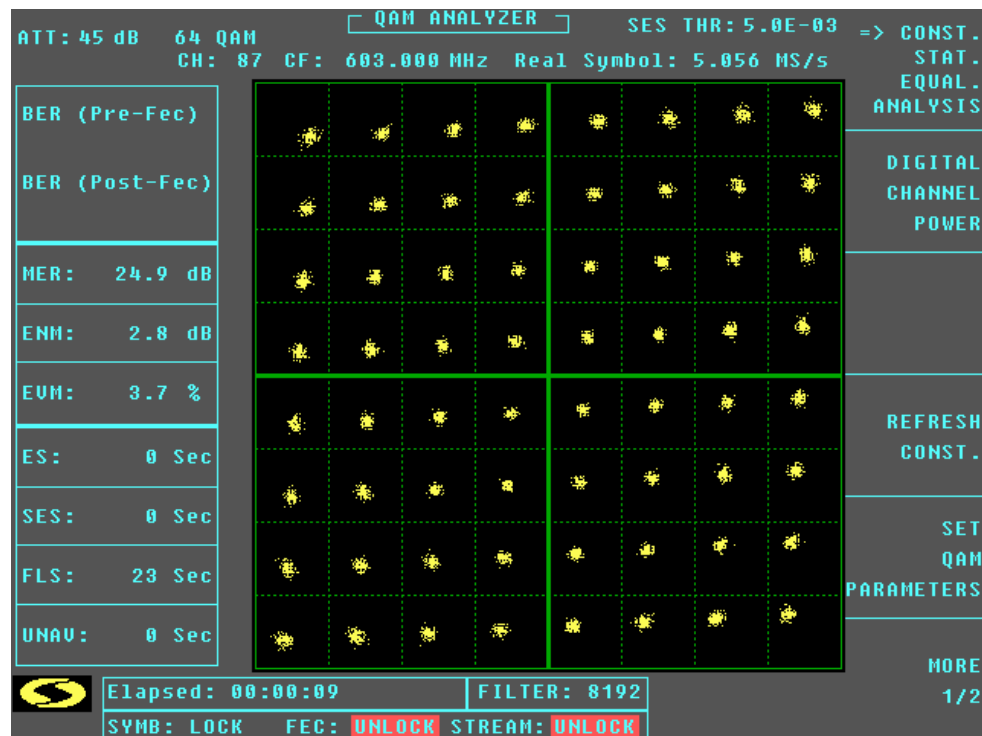 QAM ANALYZER
SES THR: 5.0E-03
ATT: 45 dB 64 QAM
CH: 87 CF: 603.000 MHz Real Symbol: 5.056 MS/s
=> CONST.
STAT.
EQUAL.
ANALYSIS
DIGITAL
CHANNEL
POWER
REFRESH
CONST.
SET
QAM
PARAMETERS
MORE
1/2
BER (Pre-Fec)
BER (Post-Fec)
MER: 24.9 dB
ENM: 2.8 dB
EVM: 3.7 %
ES: 0 Sec
SES: 0 Sec
FLS: 23 Sec
UNAV: 0 Sec
Elapsed: 00:00:09 FILTER: 8192
SYMB: LOCK FEC: UNLOCK STREAM: UNLOCK